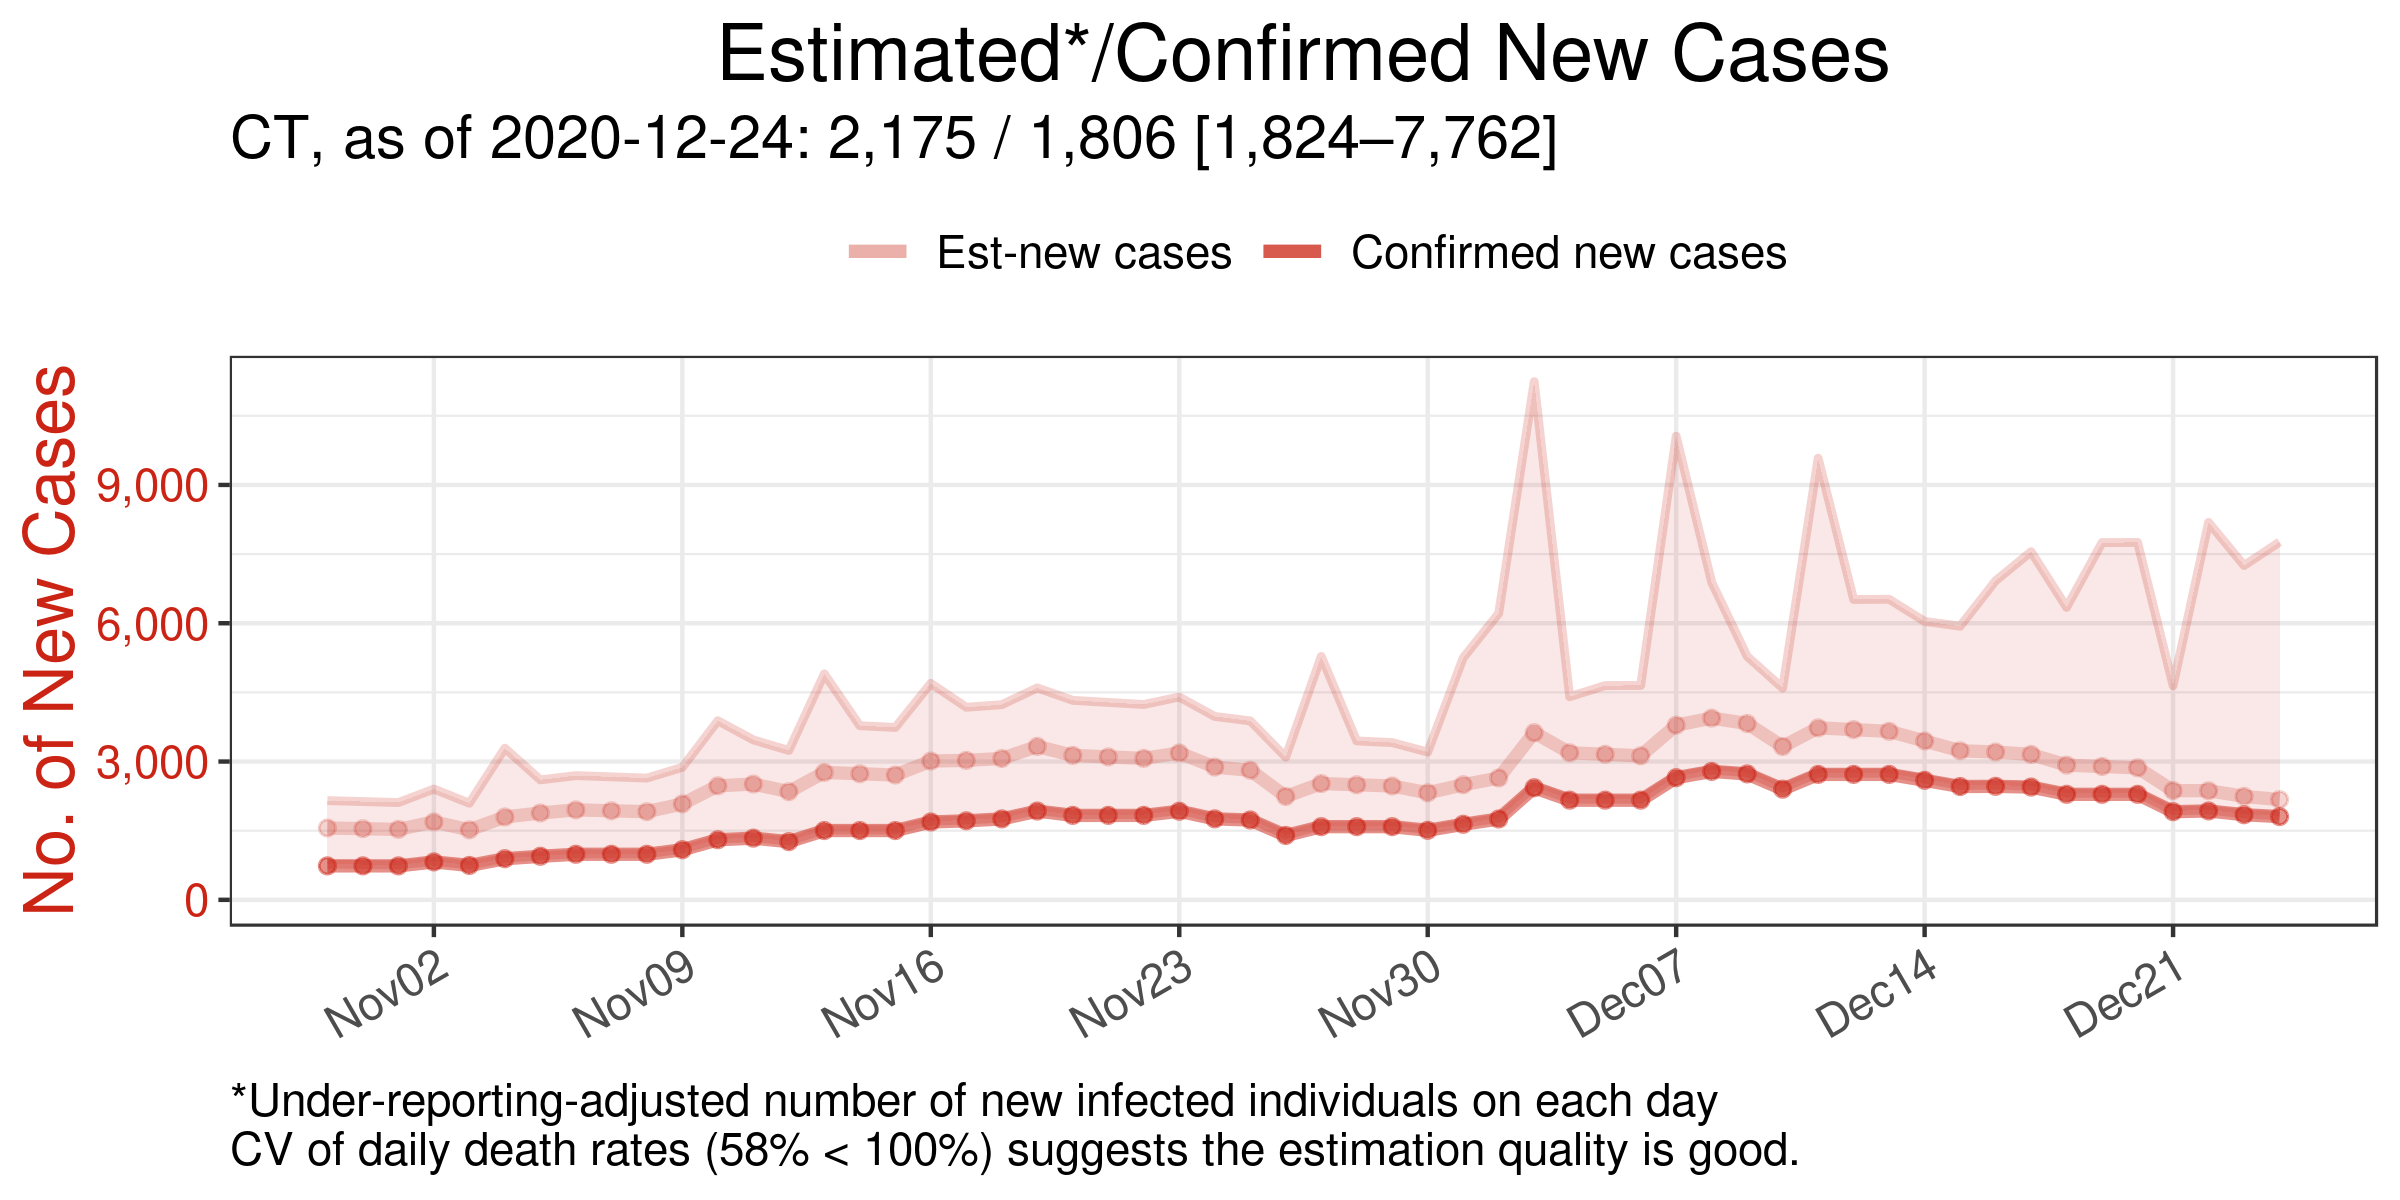 Estimated*/Confirmed New Cases
CT, as of 2020-12-24: 2,175 / 1,806 [1,824–7,762]
Est-new cases Confirmed new cases
No. of New Cases
9,000
6,000
3,000
0
Nov02 Nov09 Nov16 Nov23 Nov30 Dec07 Dec14 Dec21
*Under-reporting-adjusted number of new infected individuals on each day
CV of daily death rates (58% < 100%) suggests the estimation quality is good.